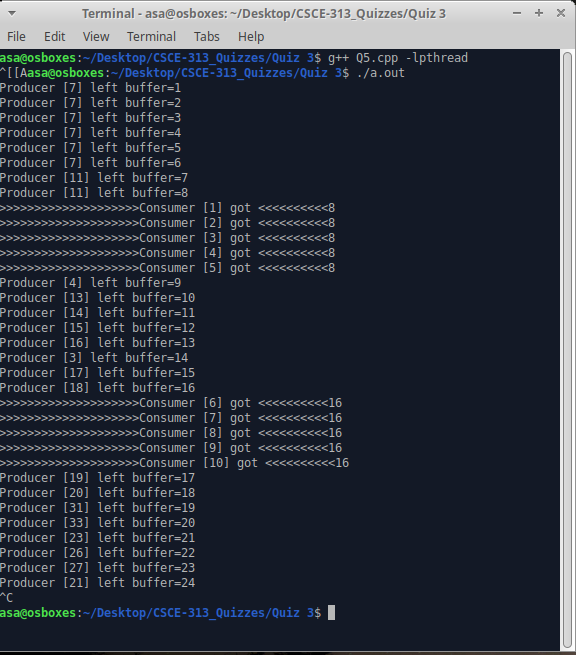 Terminal - asa@osboxes: ~/Desktop/CSCE-313_Quizzes/Quiz 3
File Edit View Terminal Tabs Help
asa@osboxes:~/Desktop/CSCE-313_Quizzes/Quiz 3$ g++ Q5.cpp -lpthread
^[[Aasa@osboxes:~/Desktop/CSCE-313_Quizzes/Quiz 3$ ./a.out
Producer [7] left buffer=1
Producer [7] left buffer=2
Producer [7] left buffer=3
Producer [7] left buffer=4
Producer [7] left buffer=5
Producer [7] left buffer=6
Producer [11] left buffer=7
Producer [11] left buffer=8
>>>>>>>>>>>>>>>>>>>>Consumer [1] got <<<<<<<<<<8
>>>>>>>>>>>>>>>>>>>>Consumer [2] got <<<<<<<<<<8
>>>>>>>>>>>>>>>>>>>>Consumer [3] got <<<<<<<<<<8
>>>>>>>>>>>>>>>>>>>>Consumer [4] got <<<<<<<<<<8
>>>>>>>>>>>>>>>>>>>>Consumer [5] got <<<<<<<<<<8
Producer [4] left buffer=9
Producer [13] left buffer=10
Producer [14] left buffer=11
Producer [15] left buffer=12
Producer [16] left buffer=13
Producer [3] left buffer=14
Producer [17] left buffer=15
Producer [18] left buffer=16
>>>>>>>>>>>>>>>>>>>>Consumer [6] got <<<<<<<<<<16
>>>>>>>>>>>>>>>>>>>>Consumer [7] got <<<<<<<<<<16
>>>>>>>>>>>>>>>>>>>>Consumer [8] got <<<<<<<<<<16
>>>>>>>>>>>>>>>>>>>>Consumer [9] got <<<<<<<<<<16
>>>>>>>>>>>>>>>>>>>>Consumer [10] got <<<<<<<<<<16
Producer [19] left buffer=17
Producer [20] left buffer=18
Producer [31] left buffer=19
Producer [33] left buffer=20
Producer [23] left buffer=21
Producer [26] left buffer=22
Producer [27] left buffer=23
Producer [21] left buffer=24
^C
asa@osboxes:~/Desktop/CSCE-313_Quizzes/Quiz 3$